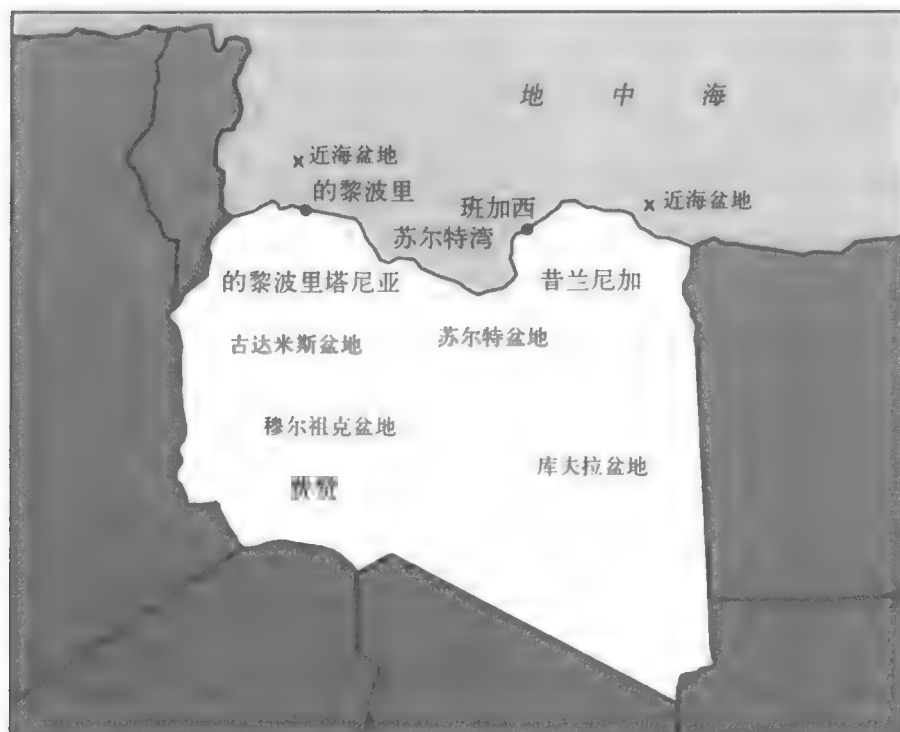 地 中 海
x 近海盆地
的黎波里
班加西
x 近海盆地
苏尔特湾
的黎波里塔尼亚
昔兰尼加
古达米斯盆地
苏尔特盆地
穆尔祖克盆地
库夫拉盆地
费赞